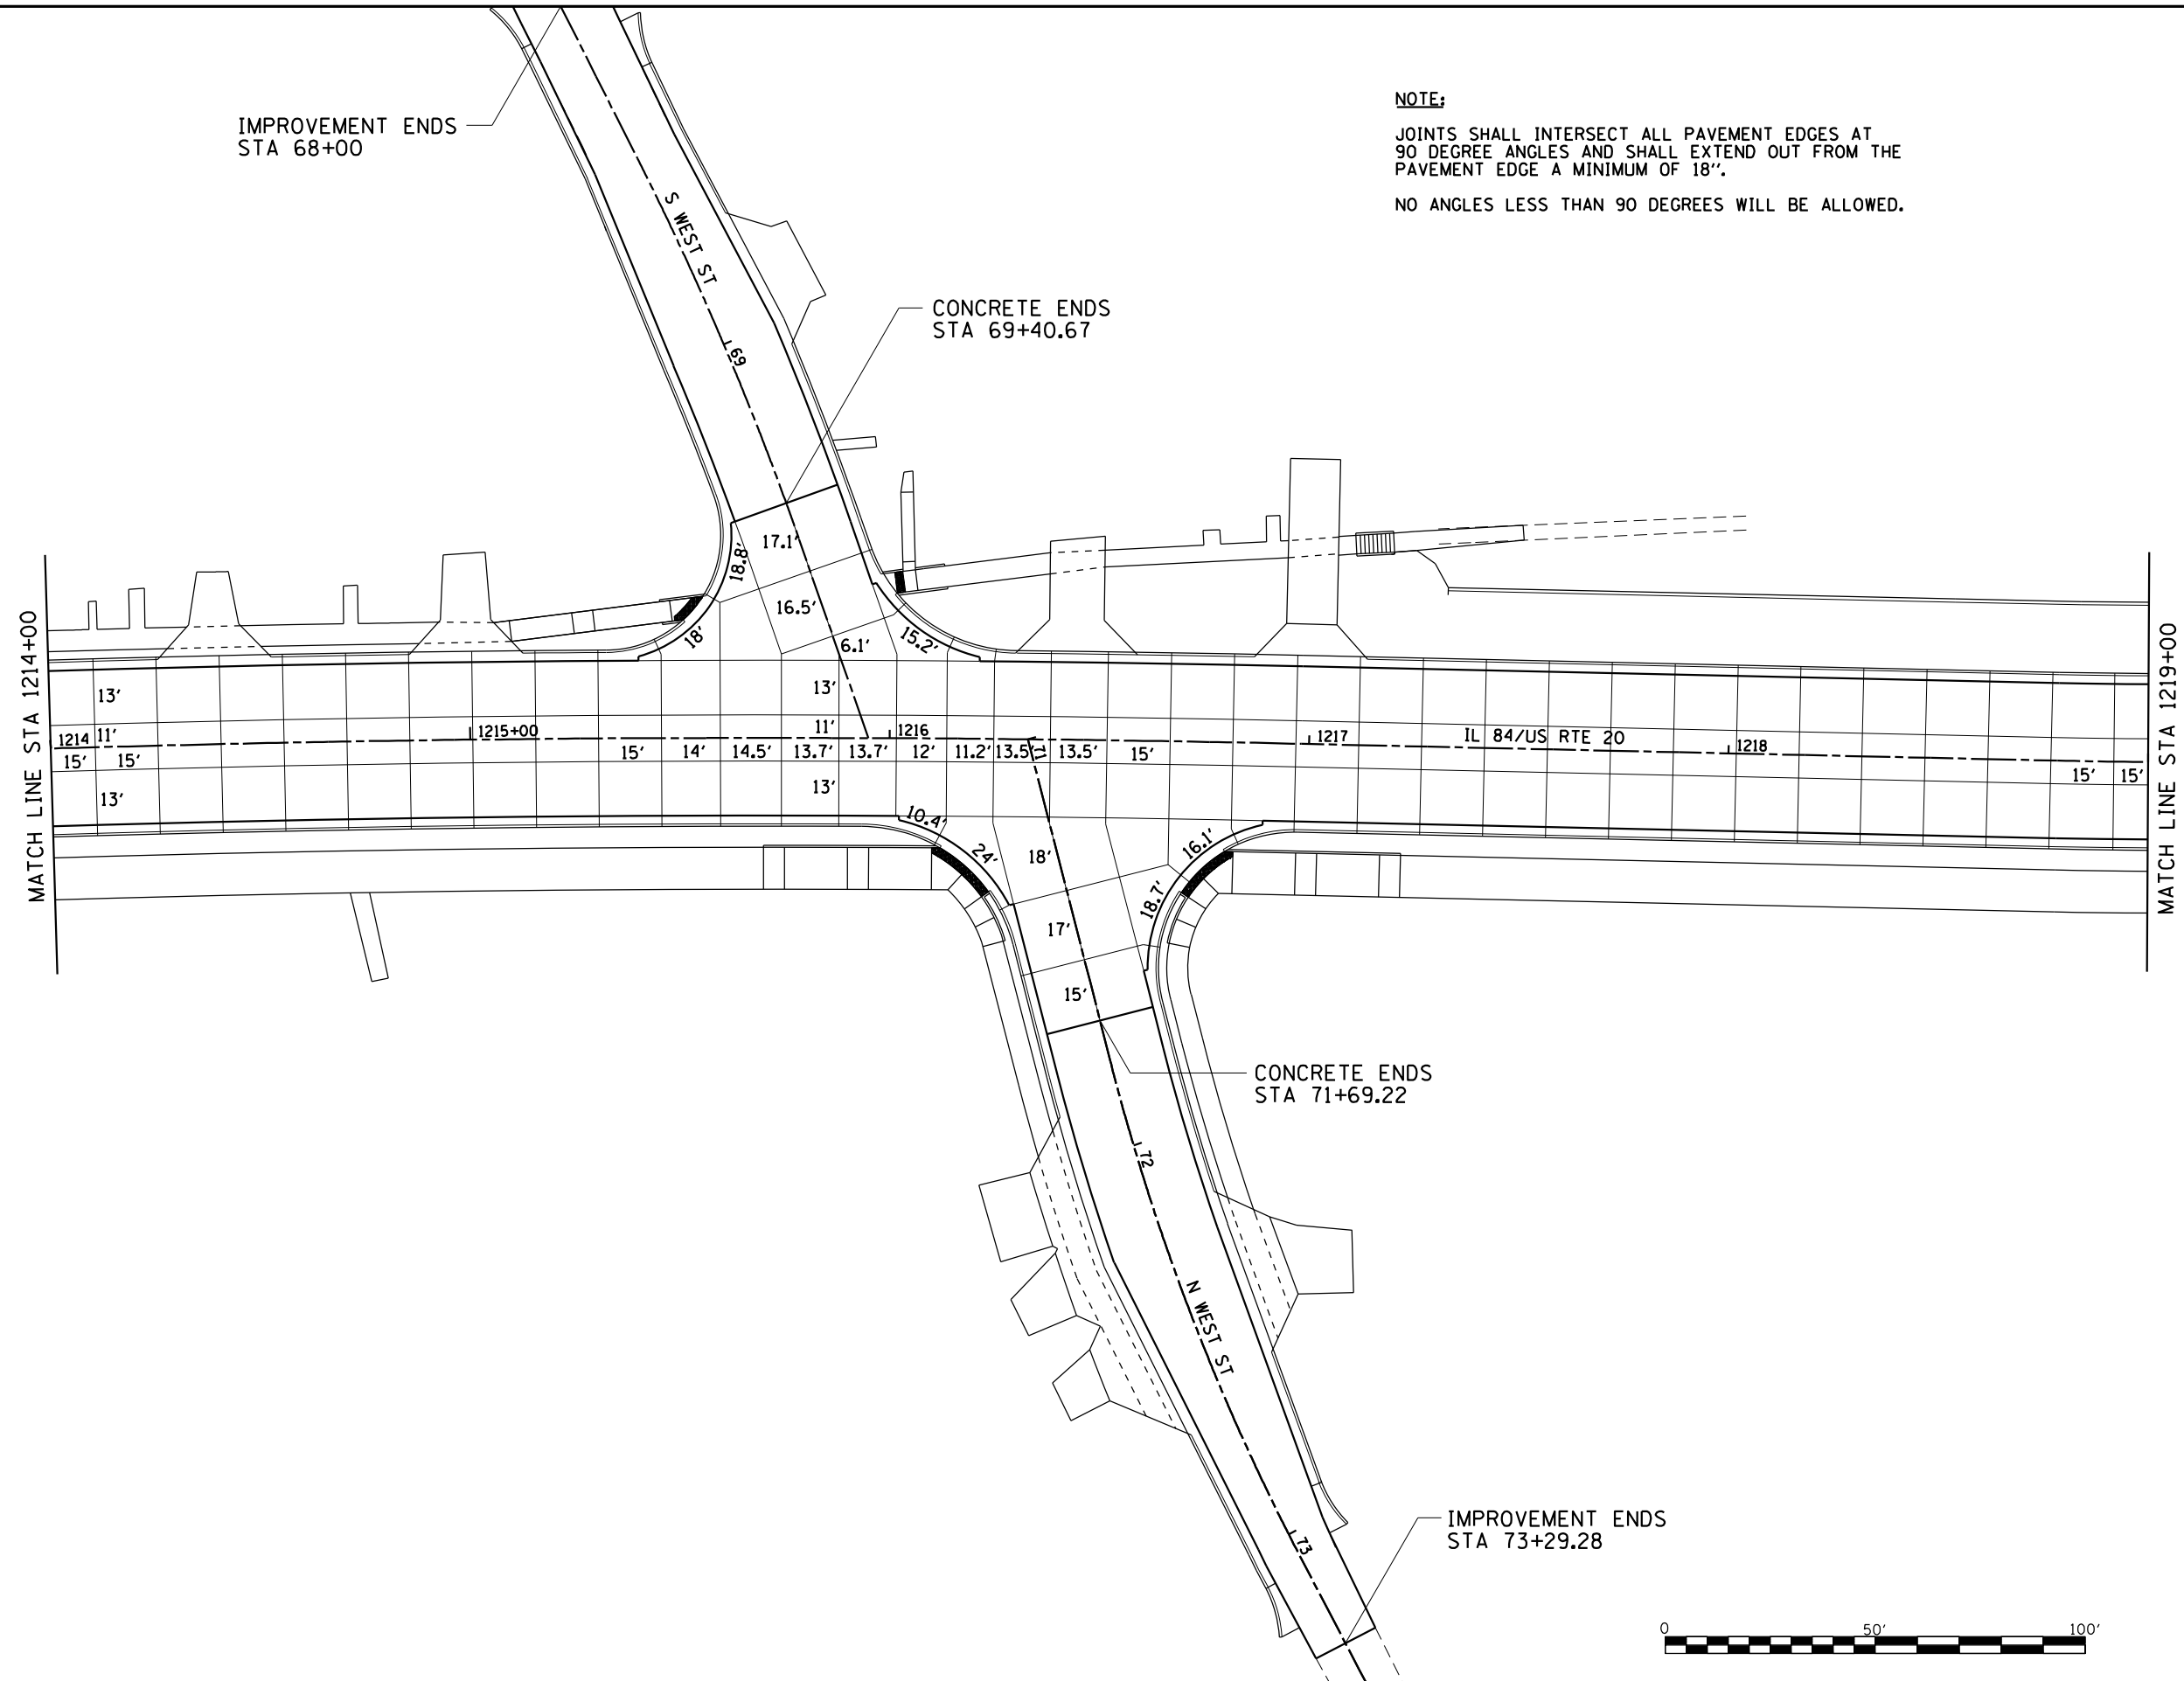 NOTE:
JOINTS SHALL INTERSECT ALL PAVEMENT EDGES AT
90 DEGREE ANGLES AND SHALL EXTEND OUT FROM THE
PAVEMENT EDGE A MINIMUM OF 18".
NO ANGLES LESS THAN 90 DEGREES WILL BE ALLOWED.
IMPROVEMENT ENDS
STA 68+00
S WEST ST
CONCRETE ENDS
STA 69+40.67
69
17.1'
18.8'
16.5'
18'
6.1'
15.2'
MATCH LINE STA 1214+00
13'
13'
1214
11'
1215+00
11'
1216
1217
IL 84/US RTE 20
1218
15'
15'
15'
14'
14.5'
13.7'
13.7'
12'
11.2'
13.5'
71
13.5'
15'
15'
15'
13'
13'
MATCH LINE STA 1219+00
10.4'
24'
18'
16.1'
18.7'
17'
15'
CONCRETE ENDS
STA 71+69.22
72
N WEST ST
73
IMPROVEMENT ENDS
STA 73+29.28
0
50'
100'